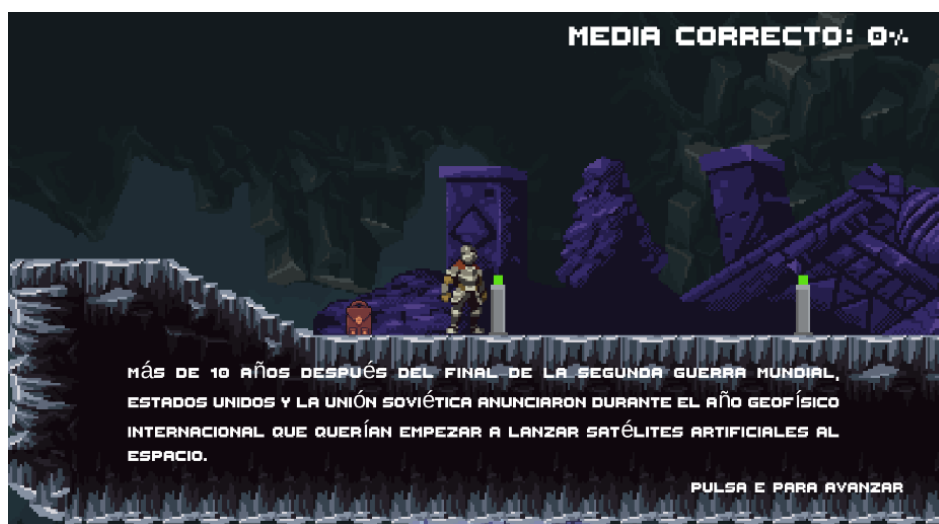 MEDIA CORRECTO: 0%
MÁS DE 10 AÑOS DESPUÉS DEL FINAL DE LA SEGUNDA GUERRA MUNDIAL,
ESTADOS UNIDOS Y LA UNIÓN SOVIÉTICA ANUNCIARON DURANTE EL AÑO GEOFÍSICO
INTERNACIONAL QUE QUERÍAN EMPEZAR A LANZAR SATÉLITES ARTIFICIALES AL
ESPACIO.
PULSA E PARA AVANZAR